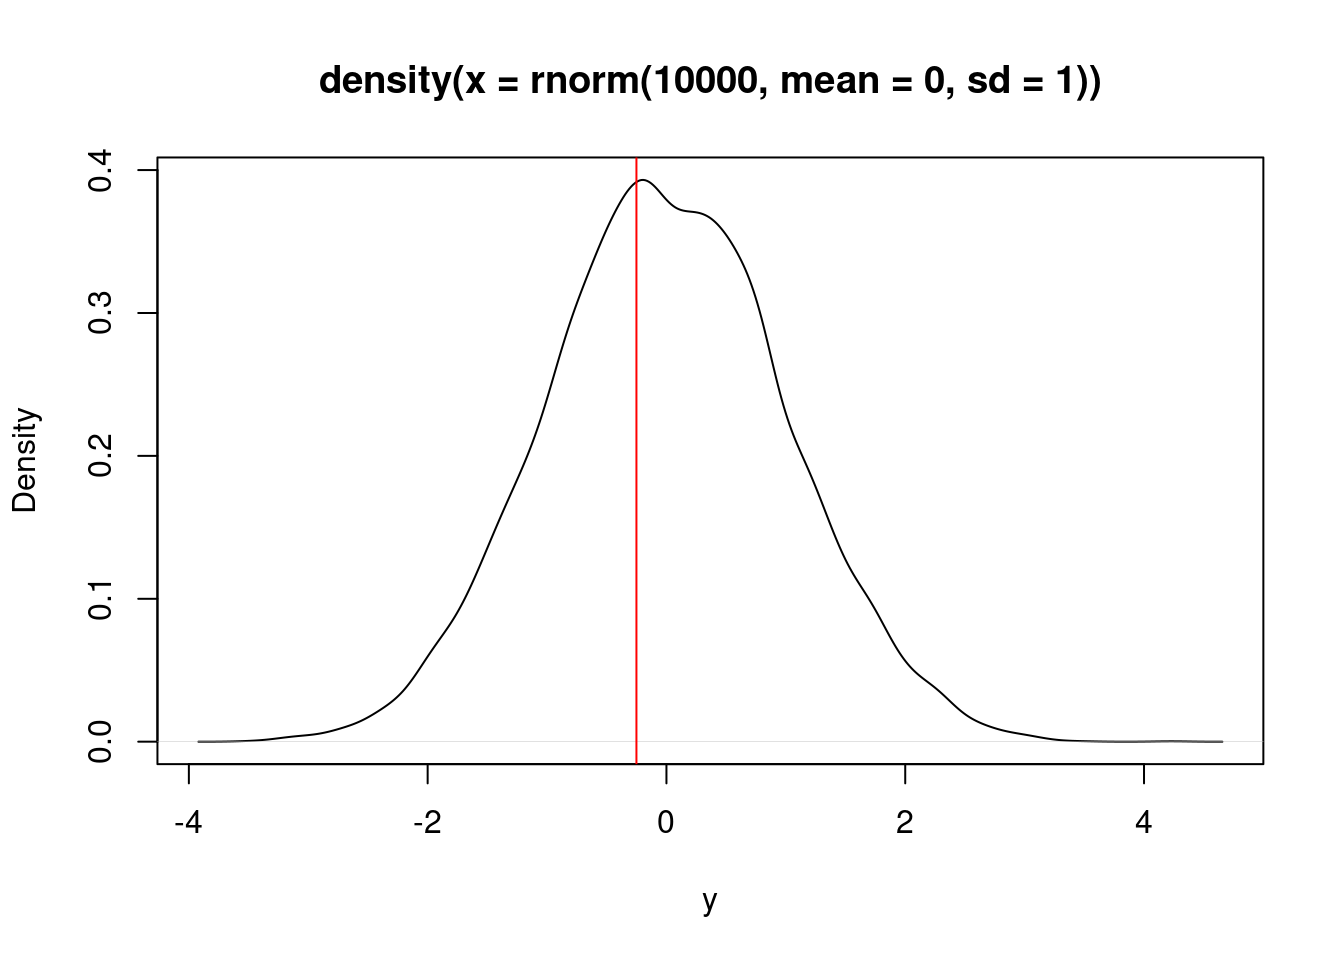 density(x = rnorm(10000, mean = 0, sd = 1))
Density
0.4
0.3
0.2
0.1
0.0
-4 -2 0 2 4
y